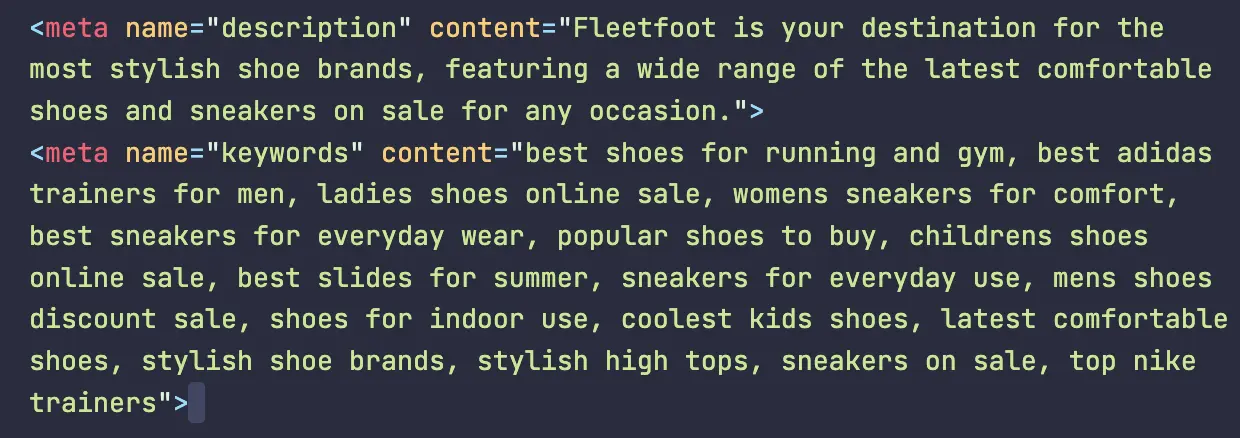 <meta name="description" content="Fleetfoot is your destination for the
most stylish shoe brands, featuring a wide range of the latest comfortable
shoes and sneakers on sale for any occasion.">
<meta name="keywords" content="best shoes for running and gym, best adidas
trainers for men, ladies shoes online sale, womens sneakers for comfort,
best sneakers for everyday wear, popular shoes to buy, childrens shoes
online sale, best slides for summer, sneakers for everyday use, mens shoes
discount sale, shoes for indoor use, coolest kids shoes, latest comfortable
shoes, stylish shoe brands, stylish high tops, sneakers on sale, top nike
trainers">